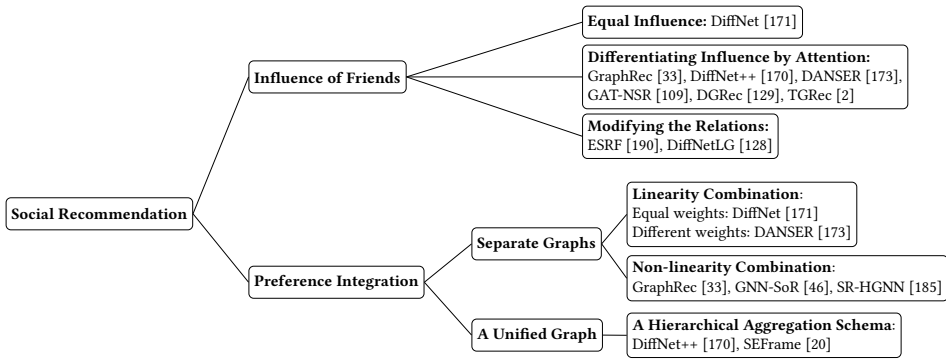 Equal Influence: DiffNet [171]
Differentiating Influence by Attention:
GraphRec [33], DiffNet++ [170], DANSER [173],
GAT-NSR [109], DGRec [129], TGRec [2]
Influence of Friends
Modifying the Relations:
ESRF [190], DiffNetLG [128]
Social Recommendation
Linearity Combination:
Equal weights: DiffNet [171]
Different weights: DANSER [173]
Separate Graphs
Non-linearity Combination:
GraphRec [33], GNN-SoR [46], SR-HGNN [185]
Preference Integration
A Unified Graph
A Hierarchical Aggregation Schema:
DiffNet++ [170], SEFrame [20]